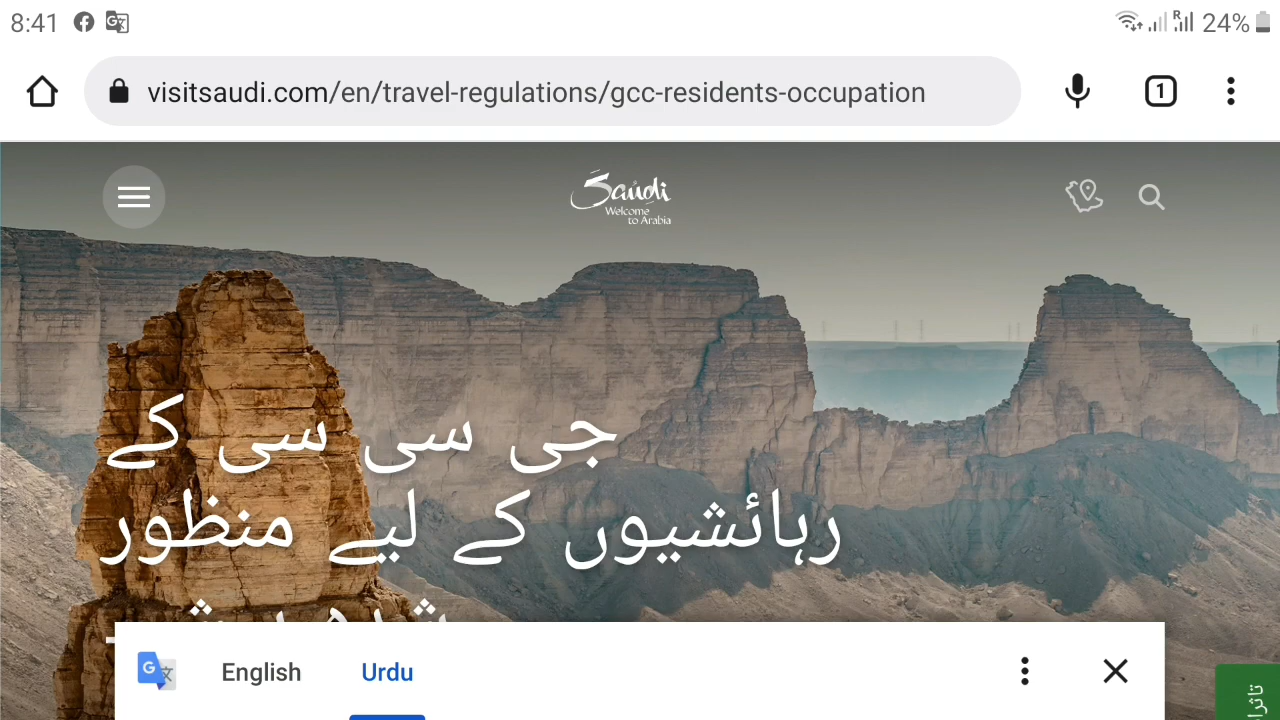 8:41
24%
visitsaudi.com/en/travel-regulations/gcc-residents-occupation
1
Saudi
Welcome
to Arabia
جی سی سی کے
رہائشیوں کے لیے منظور
English
Urdu